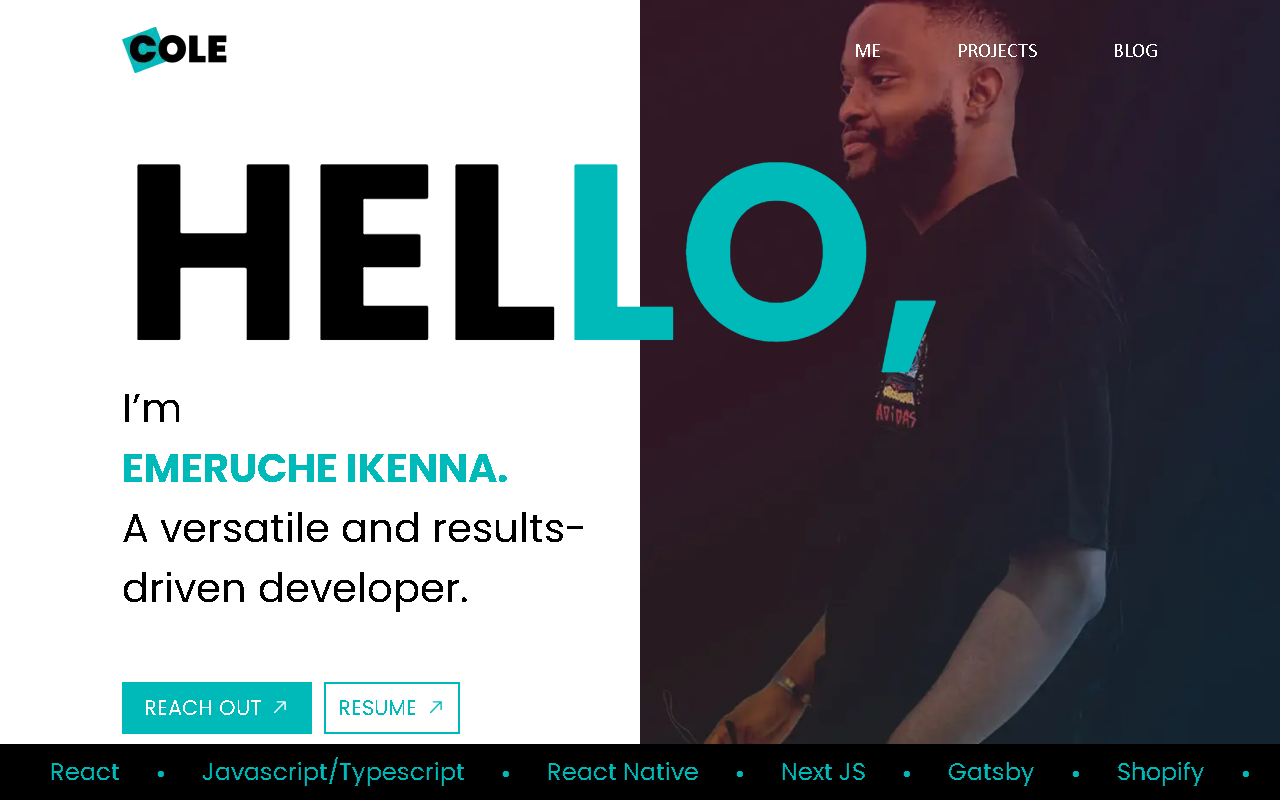 COLE
ME PROJECTS BLOG
HELLO,
ADIDAS
I’m
EMERUCHE IKENNA.
A versatile and results-
driven developer.
REACH OUT RESUME
React • Javascript/Typescript • React Native • Next JS • Gatsby • Shopify •